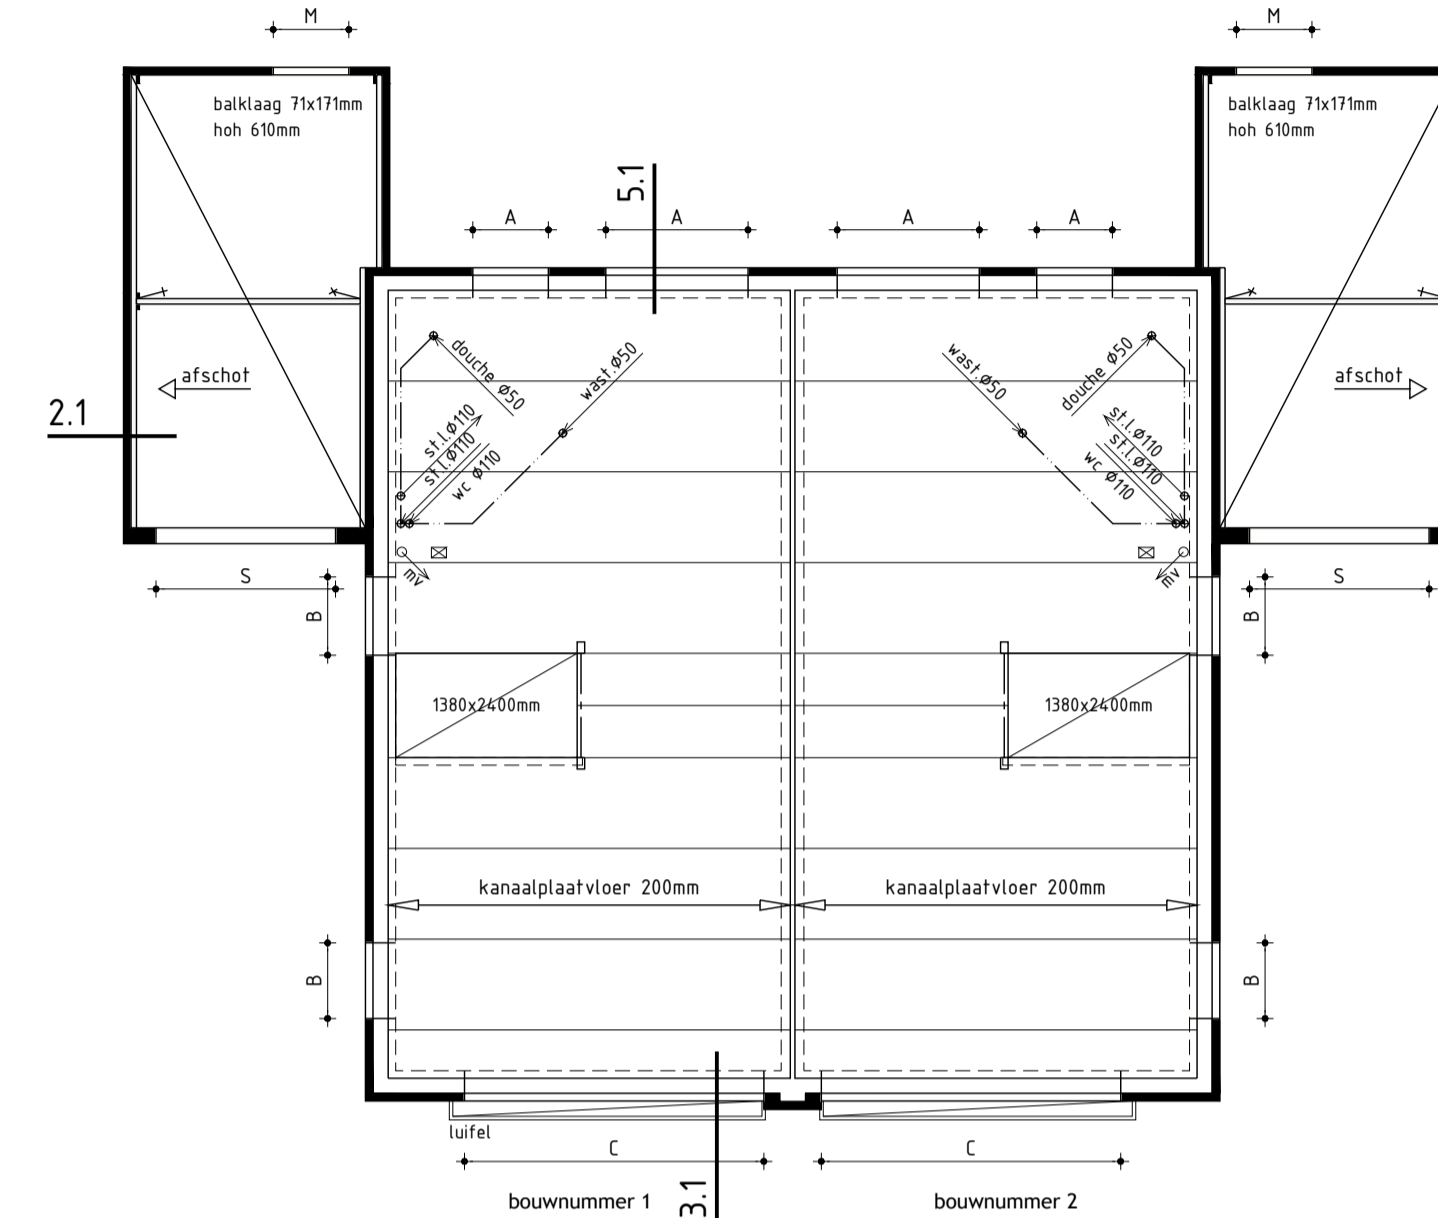 M
M
balklaag 71x171mm
hoh 610mm
balklaag 71x171mm
hoh 610mm
5.1
A
A
A
A
douche ø50
wast.ø50
wast.ø50
douche ø50
afschot
afschot
2.1
st.l.ø110
st.l.ø110
wc ø110
st.l.ø110
st.l.ø110
wc ø110
mv
mv
S
S
B
B
1380x2400mm
1380x2400mm
kanaalplaatvloer 200mm
kanaalplaatvloer 200mm
B
B
luifel
C
C
3.1
bouwnummer 1
bouwnummer 2